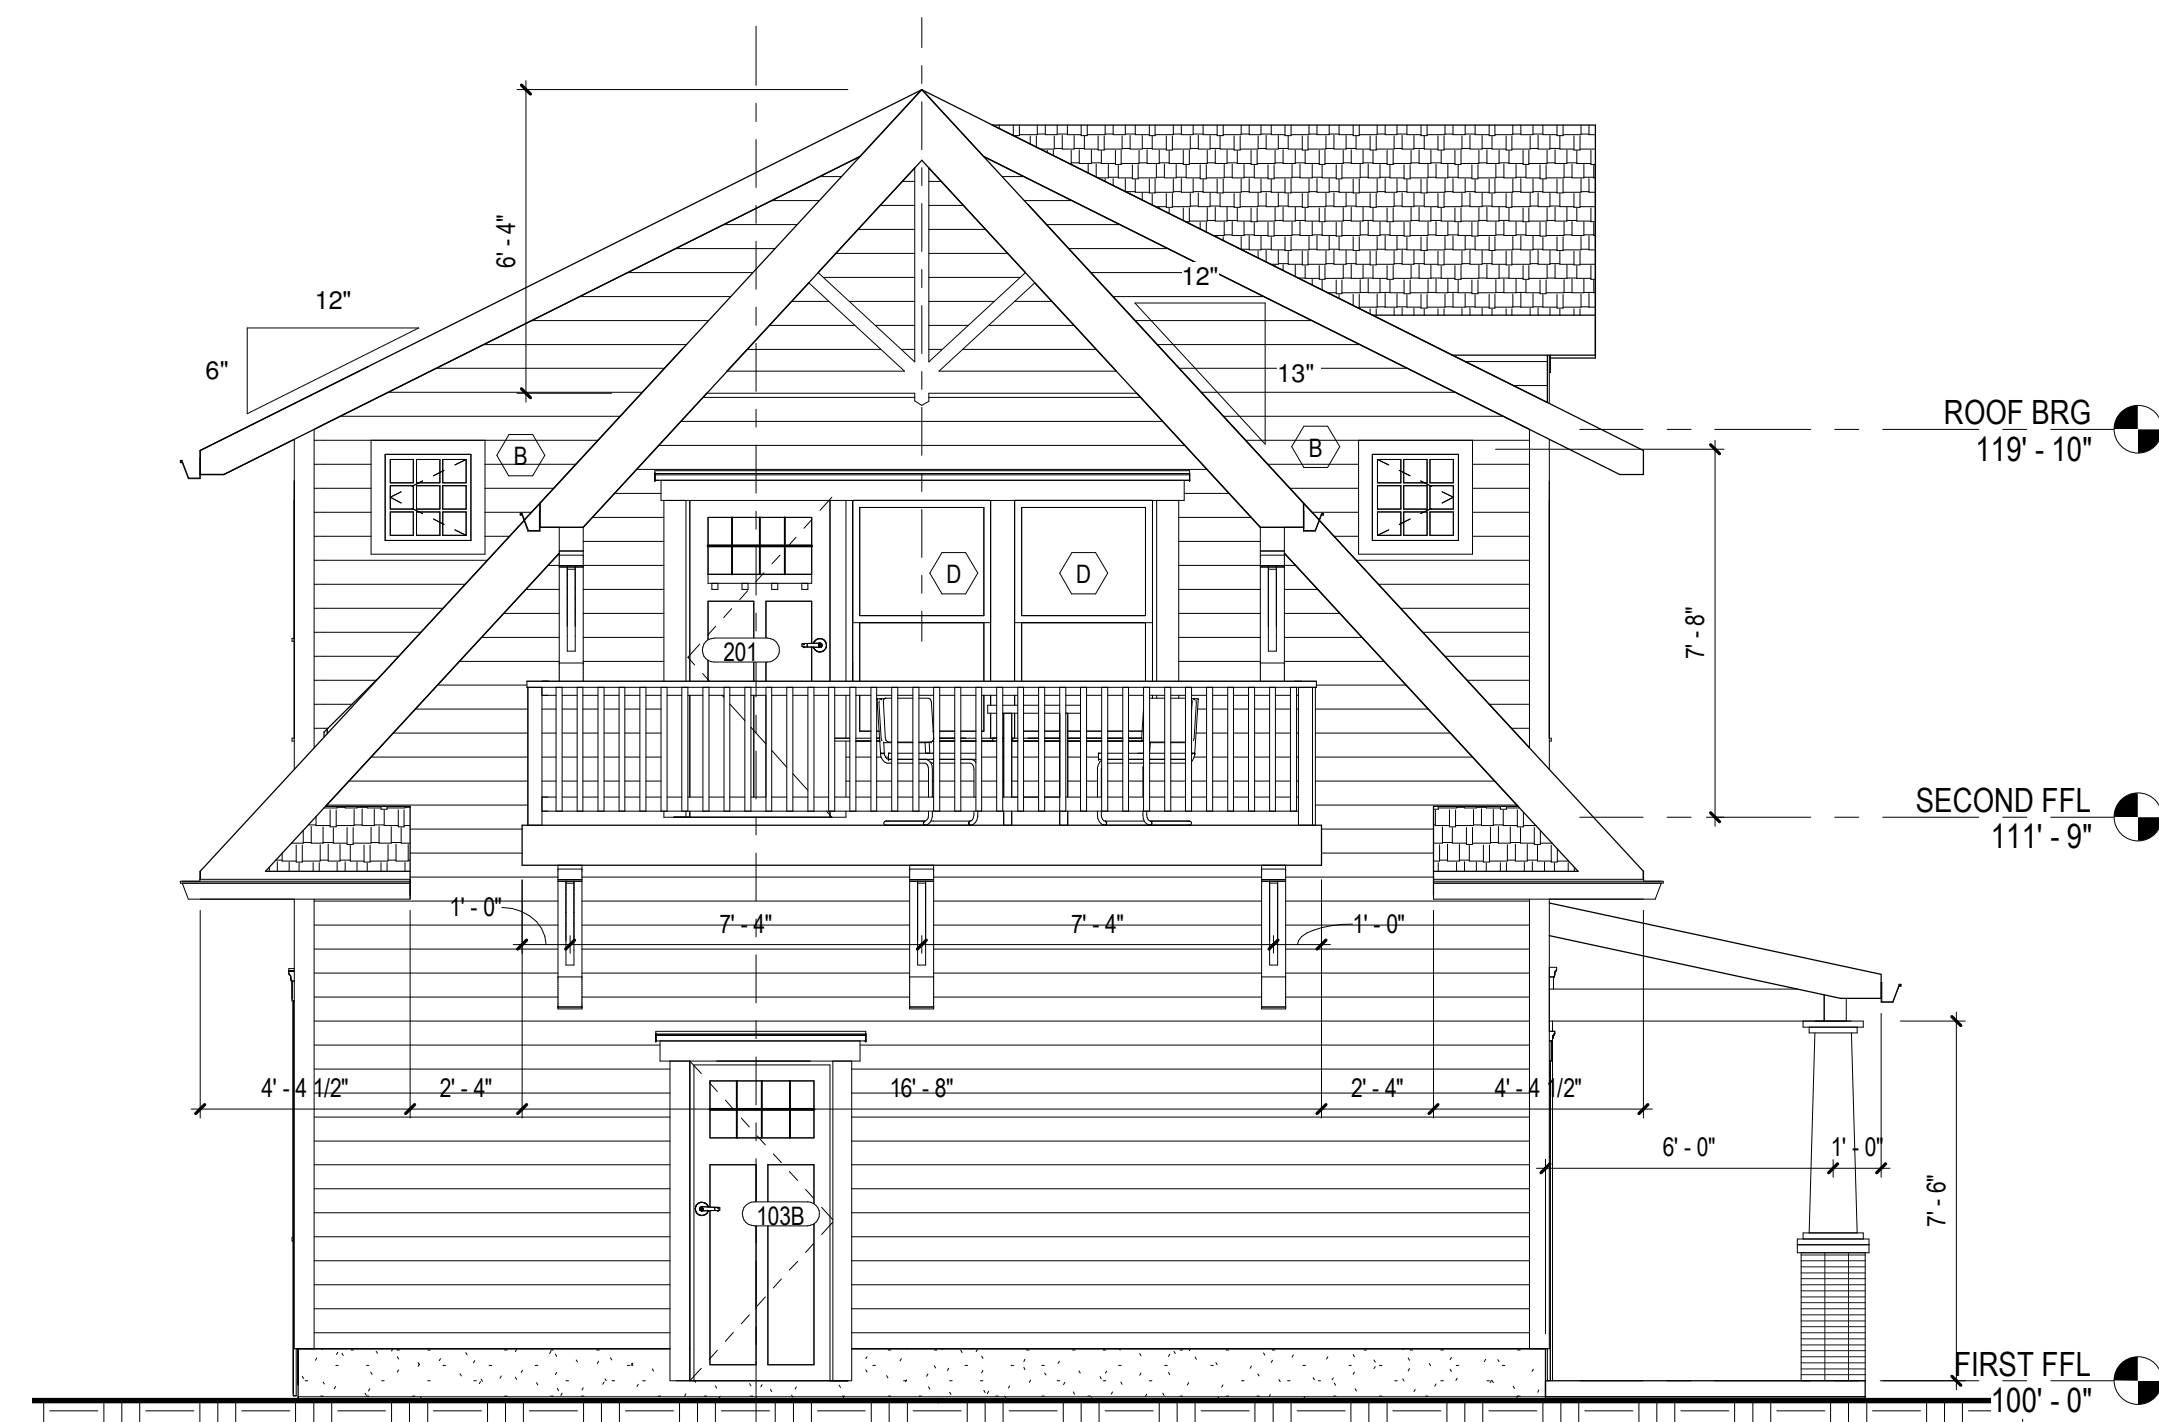 6' - 4"
12"
12"
6"
13"
ROOF BRG
119' - 10"
B
B
D
D
7' - 8"
201
SECOND FFL
111' - 9"
1' - 0"
7' - 4"
7' - 4"
1' - 0"
4' - 4 1/2"
2' - 4"
16' - 8"
2' - 4"
4' - 4 1/2"
6' - 0"
1' - 0"
7' - 6"
103B
FIRST FFL
100' - 0"